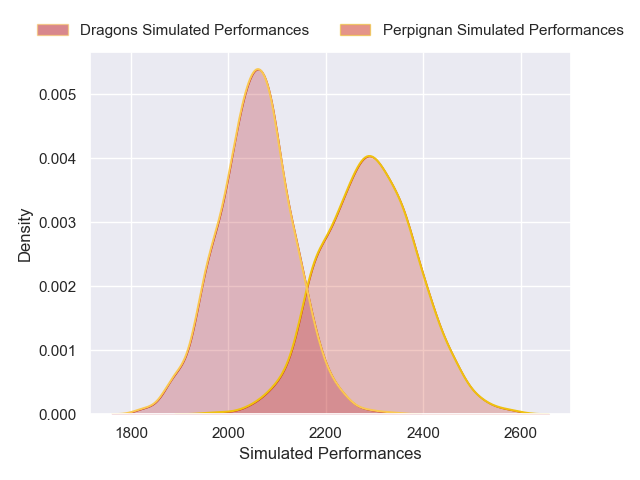 Dragons Simulated Performances
Perpignan Simulated Performances
Density
0.005
0.004
0.003
0.002
0.001
0.000
1800
2000
2200
2400
2600
Simulated Performances